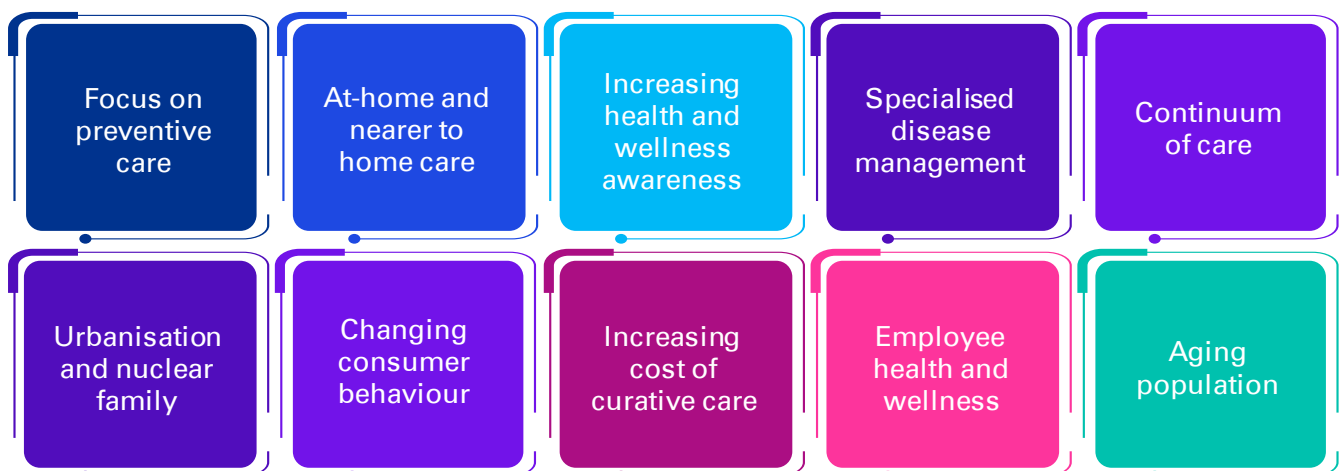 Focus on
preventive
care
At-home and
nearer to
home care
Increasing
health and
wellness
awareness
Specialised
disease
management
Continuum
of care
Urbanisation
and nuclear
family
Changing
consumer
behaviour
Increasing
cost of
curative care
Employee
health and
wellness
Aging
population